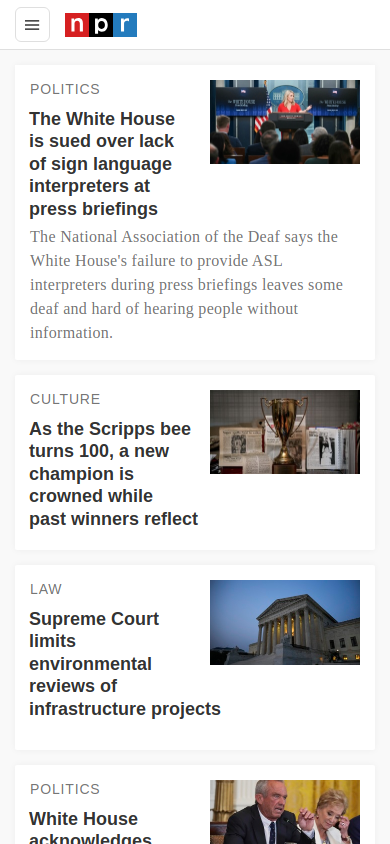 npr
POLITICS
The White House
is sued over lack
of sign language
interpreters at
press briefings
The National Association of the Deaf says the
White House's failure to provide ASL
interpreters during press briefings leaves some
deaf and hard of hearing people without
information.
CULTURE
As the Scripps bee
turns 100, a new
champion is
crowned while
past winners reflect
LAW
Supreme Court
limits
environmental
reviews of
infrastructure projects
POLITICS
White House
acknowledges